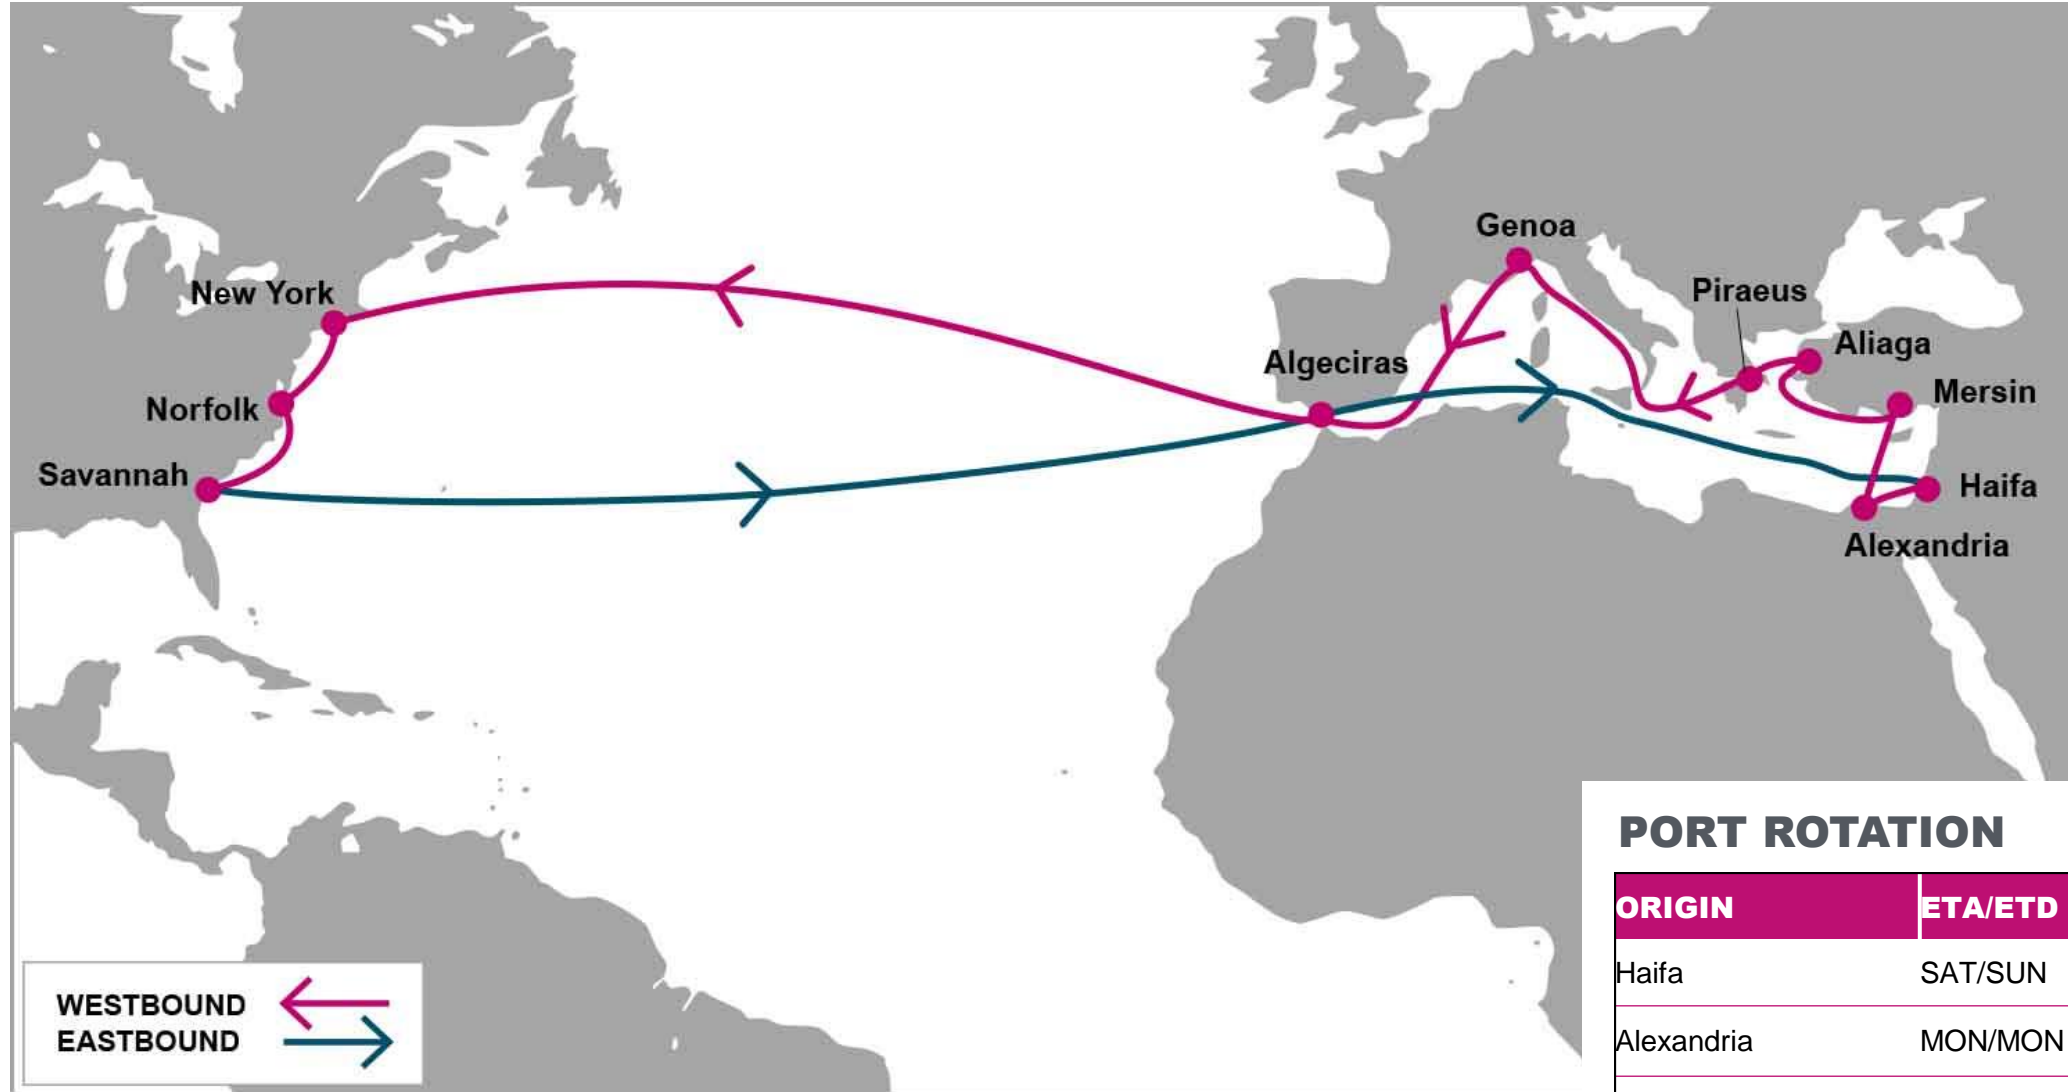 Genoa
Piraeus
New York
Aliaga
Algeciras
Mersin
Norfolk
Savannah
Haifa
Alexandria
PORT ROTATION
ORIGIN ETA/ETD
Haifa SAT/SUN
Alexandria MON/MON
WESTBOUND
EASTBOUND